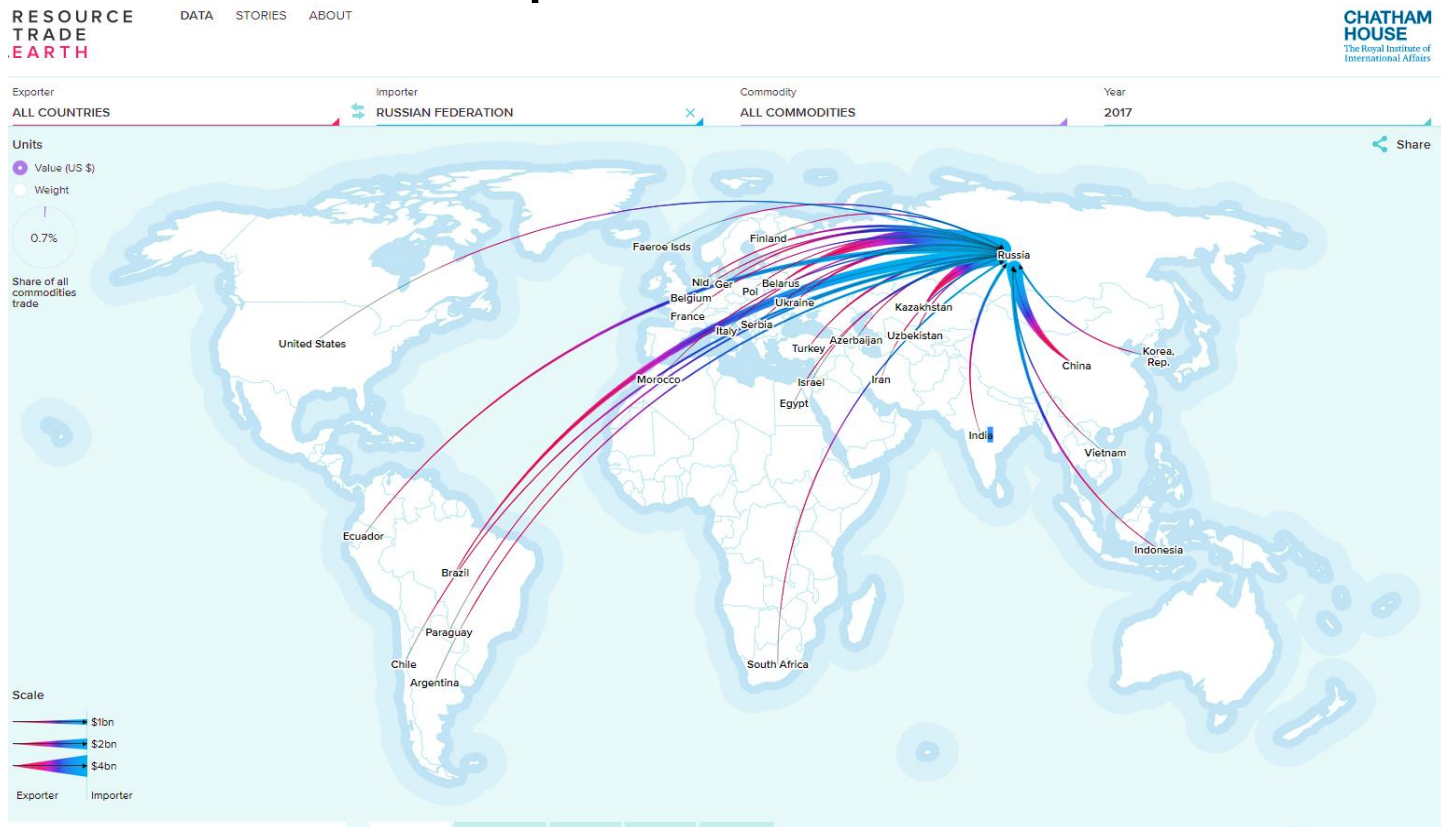 RESOURCE
TRADE
.EARTH
DATA STORIES ABOUT
CHATHAM
HOUSE
The Royal Institute of
International Affairs
Exporter
ALL COUNTRIES
Importer
RUSSIAN FEDERATION
Commodity
ALL COMMODITIES
Year
2017
Units
Value (US $)
Weight
0.7%
Share of all
commodities
trade
Share
Faeroe Isds
Finland
Russia
Nld
Ger
Belarus
Pol
Belgium
Ukraine
Kazakhstan
France
Italy
Serbia
Uzbekistan
Azerbaijan
United States
Turkey
Korea,
Rep.
China
Morocco
Israel
Iran
Egypt
India
Vietnam
Ecuador
Indonesia
Brazil
Paraguay
Chile
South Africa
Argentina
Scale
$1bn
$2bn
$4bn
Exporter
Importer